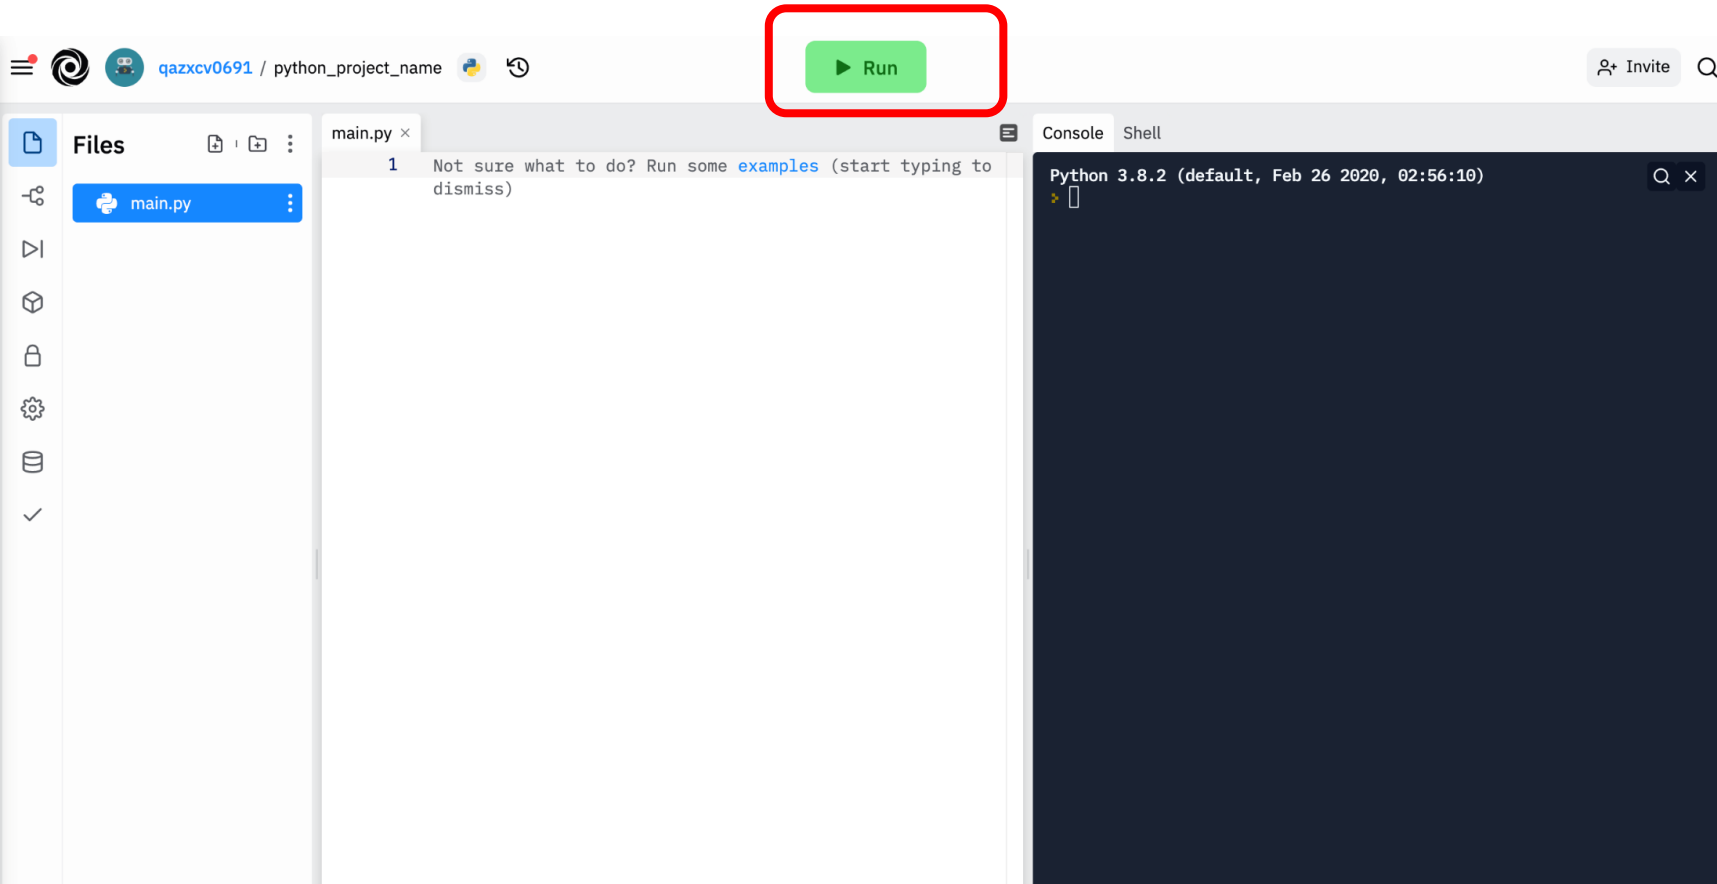 qazxcv0691 / python_project_name
Run
Invite
Files
main.py
main.py ×
1 Not sure what to do? Run some examples (start typing to
dismiss)
Console Shell
Python 3.8.2 (default, Feb 26 2020, 02:56:10)